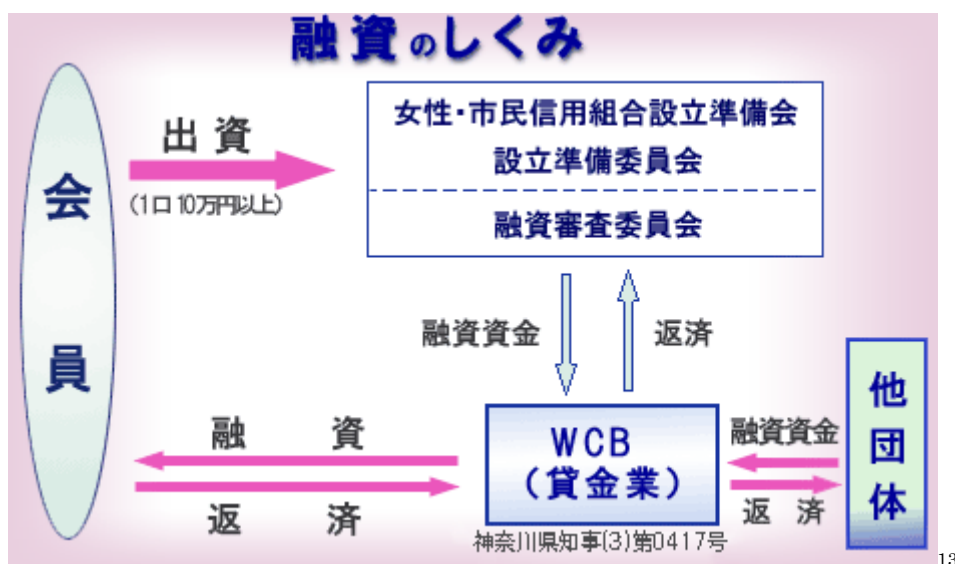 融資のしくみ
会員
出資
(1口10万円以上)
女性・市民信用組合設立準備会
設立準備委員会
融資審査委員会
融資資金
返済
融資
返済
WCB
(貸金業)
神奈川県知事(3)第0417号
融資資金
返済
他団体
13